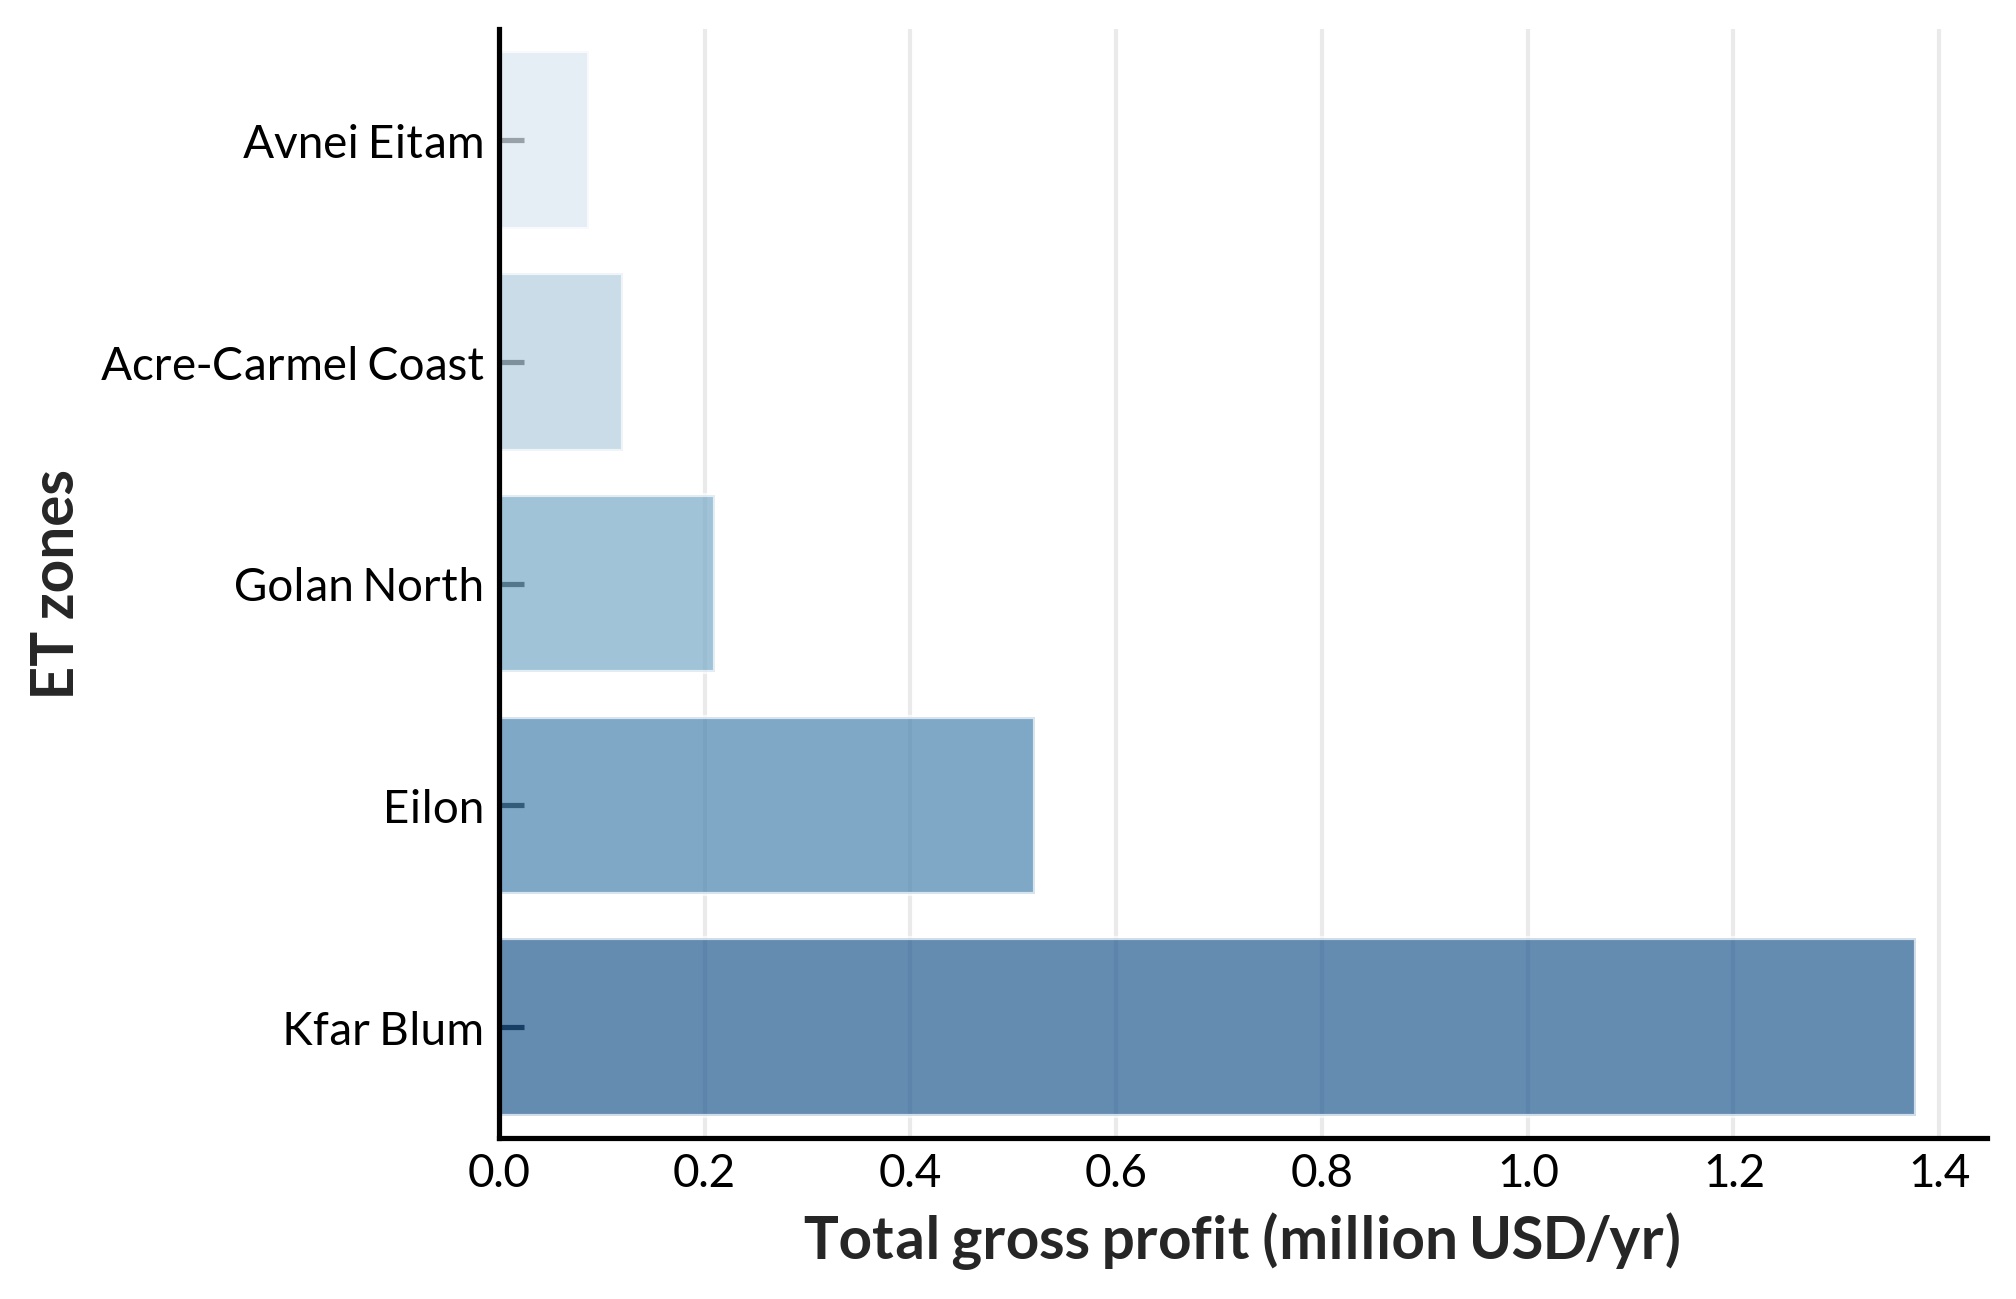 ET zones
Avnei Eitam
Acre-Carmel Coast
Golan North
Eilon
Kfar Blum
0.0 0.2 0.4 0.6 0.8 1.0 1.2 1.4
Total gross profit (million USD/yr)